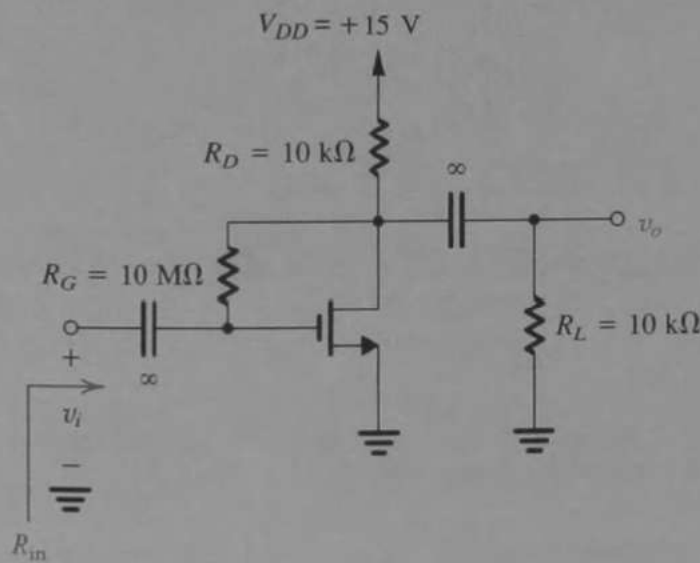 V_DD = +15 V
R_D = 10 kΩ
∞
v_o
R_G = 10 MΩ
R_L = 10 kΩ
+
∞
v_i
−
R_in